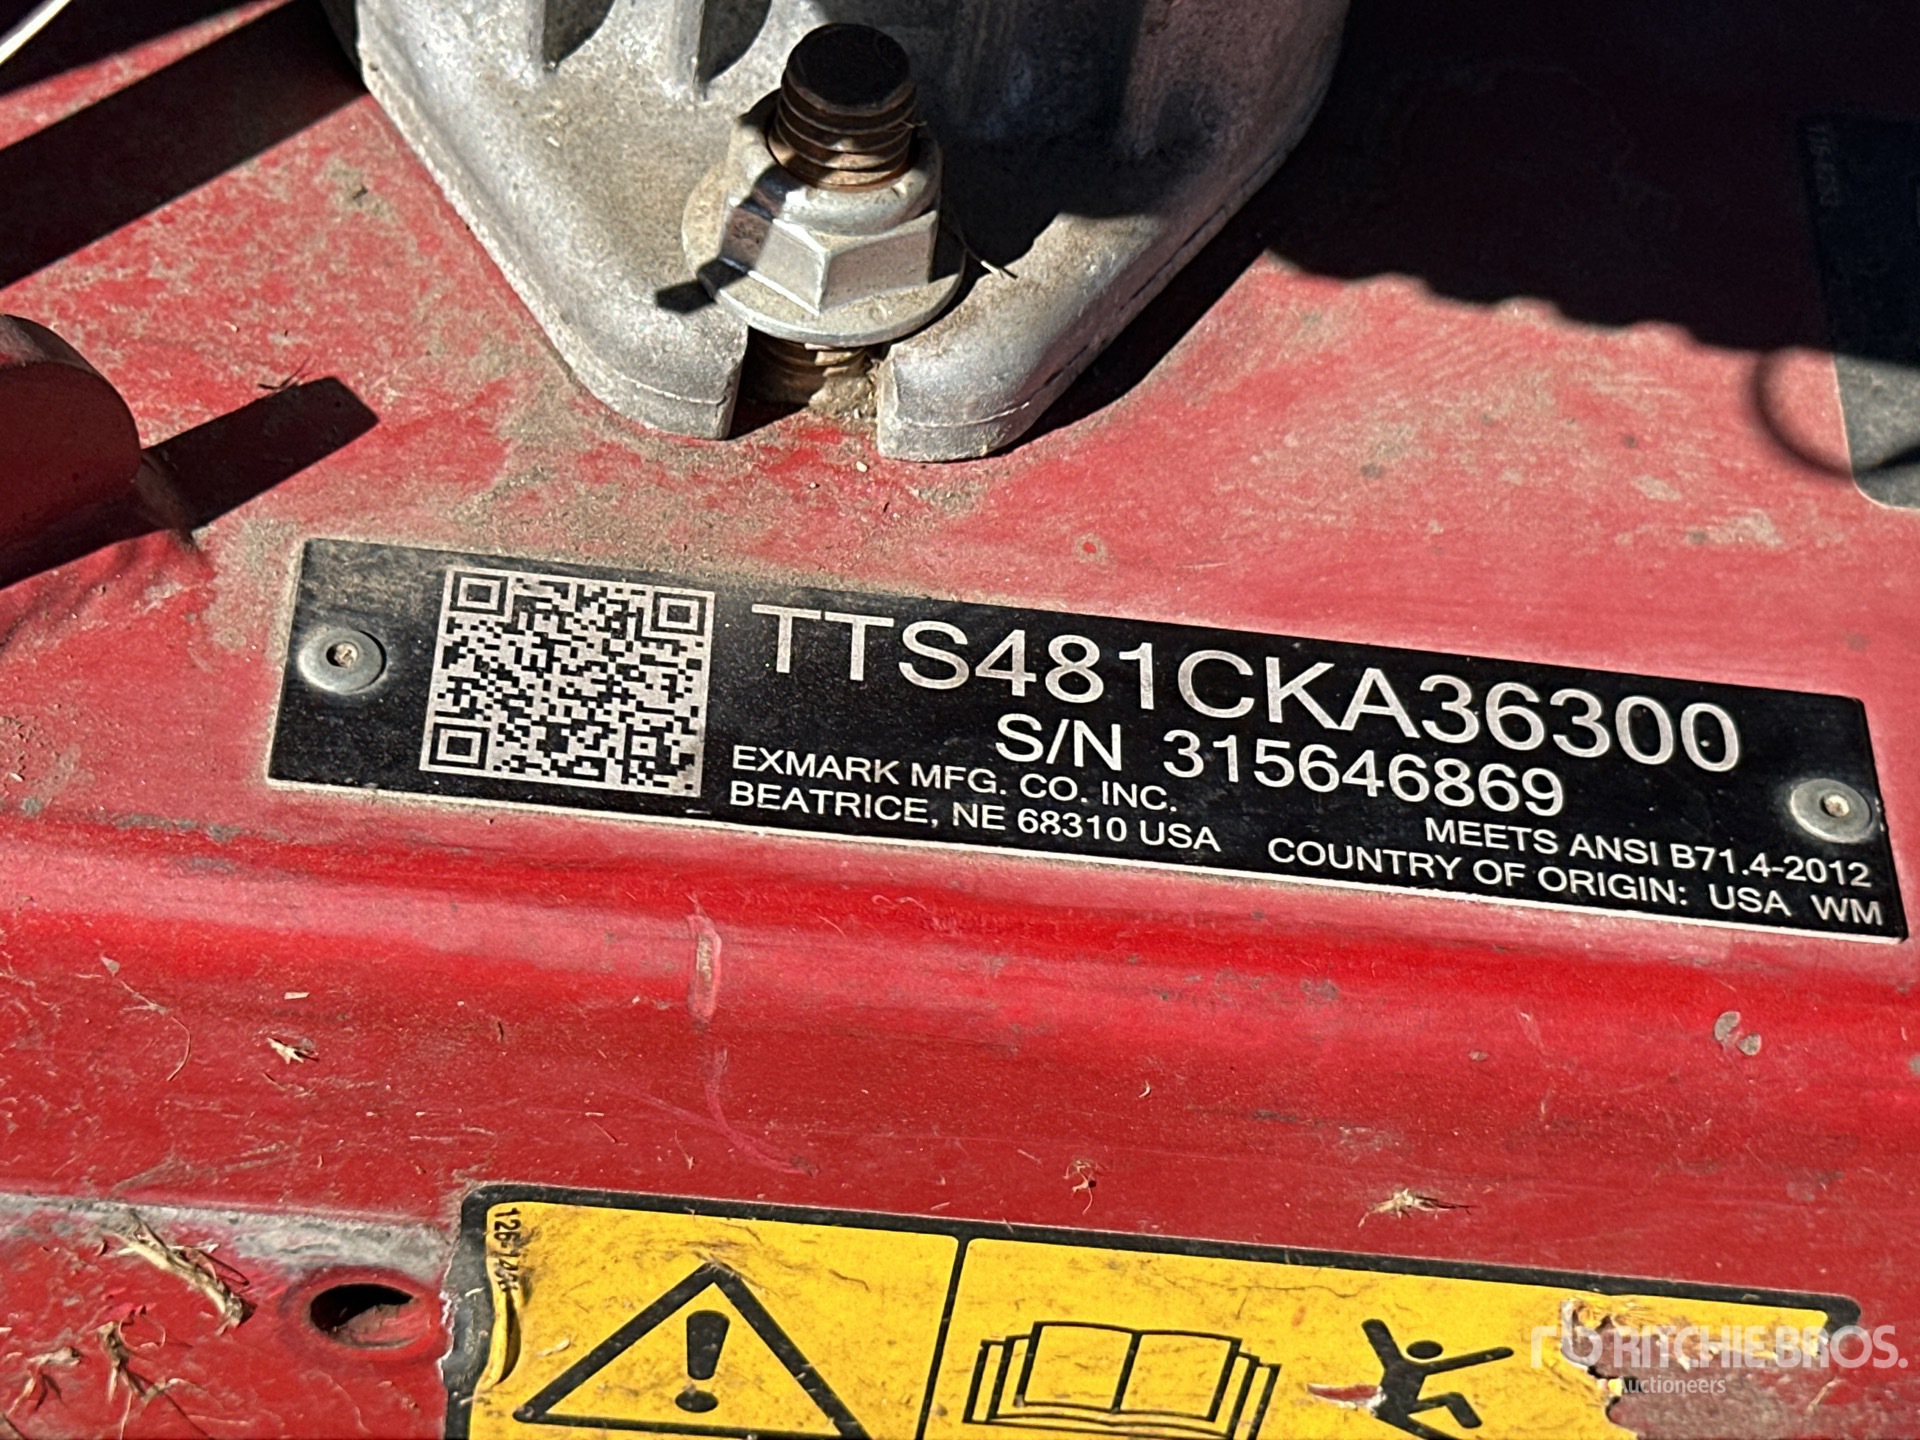 TTS481CKA36300
S/N 315646869
EXMARK MFG. CO. INC.
BEATRICE, NE 68310 USA
MEETS ANSI B71.4-2012
COUNTRY OF ORIGIN: USA WM
RITCHIE BROS.
Auctioneers